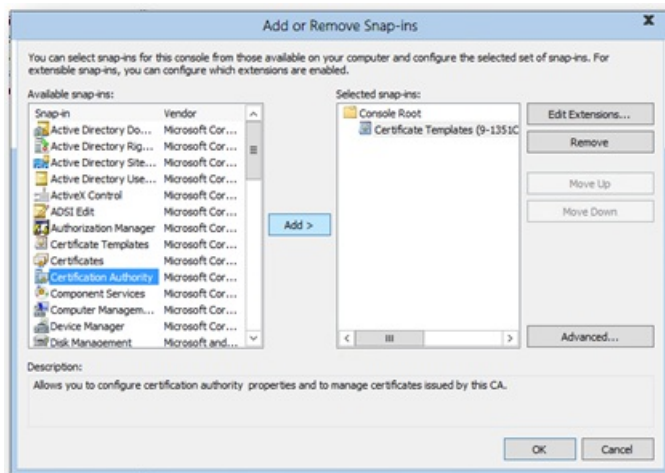 Add or Remove Snap-ins
X
You can select snap-ins for this console from those available on your computer and configure the selected set of snap-ins. For
extensible snap-ins, you can configure which extensions are enabled.
Available snap-ins:
Snap-in Vendor
Active Directory Do... Microsoft Cor...
Active Directory Rig... Microsoft Cor...
Active Directory Site... Microsoft Cor...
Active Directory Use... Microsoft Cor...
ActiveX Control Microsoft Cor...
ADSI Edit Microsoft Cor...
Authorization Manager Microsoft Cor...
Certificate Templates Microsoft Cor...
Certificates Microsoft Cor...
Certification Authority Microsoft Cor...
Component Services Microsoft Cor...
Computer Managem... Microsoft Cor...
Device Manager Microsoft Cor...
Disk Management Microsoft and...
Add >
Selected snap-ins:
Console Root
Certificate Templates (9-1351C
Edit Extensions...
Remove
Move Up
Move Down
Advanced...
Description:
Allows you to configure certification authority properties and to manage certificates issued by this CA.
OK
Cancel